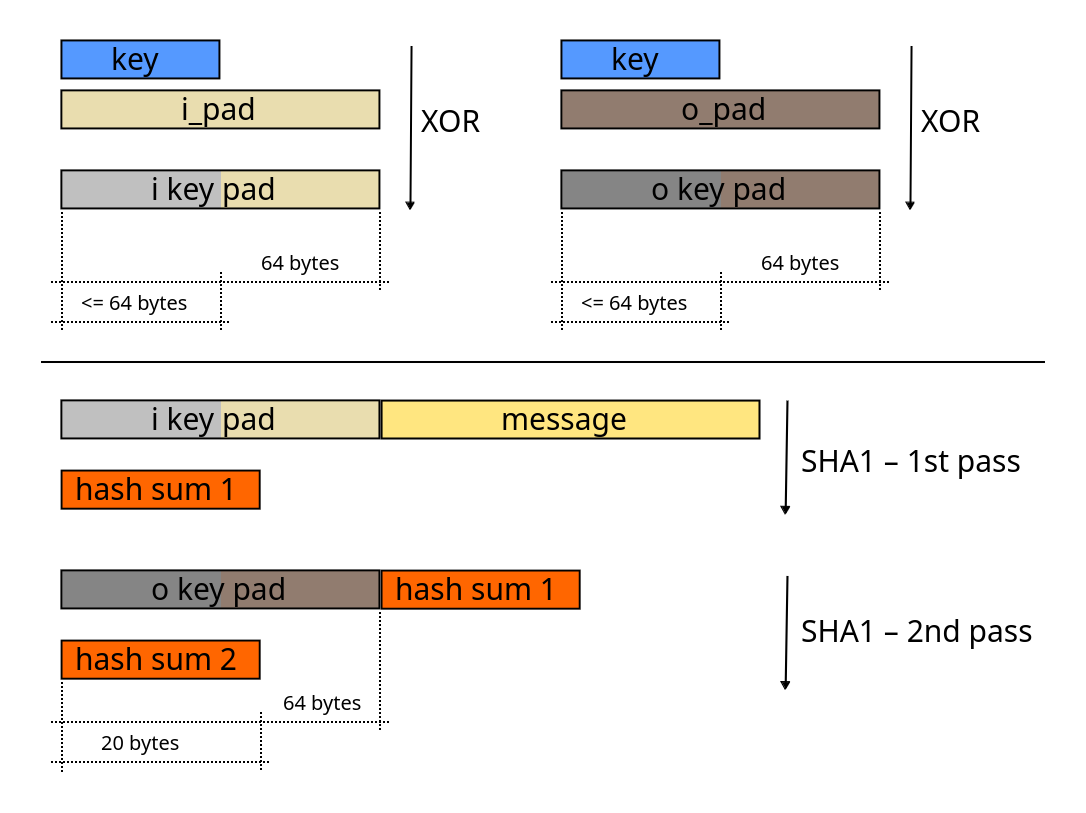 key
i_pad
XOR
i key pad
64 bytes
<= 64 bytes
key
o_pad
XOR
o key pad
64 bytes
<= 64 bytes
i key pad
message
SHA1 – 1st pass
hash sum 1
o key pad
hash sum 1
SHA1 – 2nd pass
hash sum 2
64 bytes
20 bytes